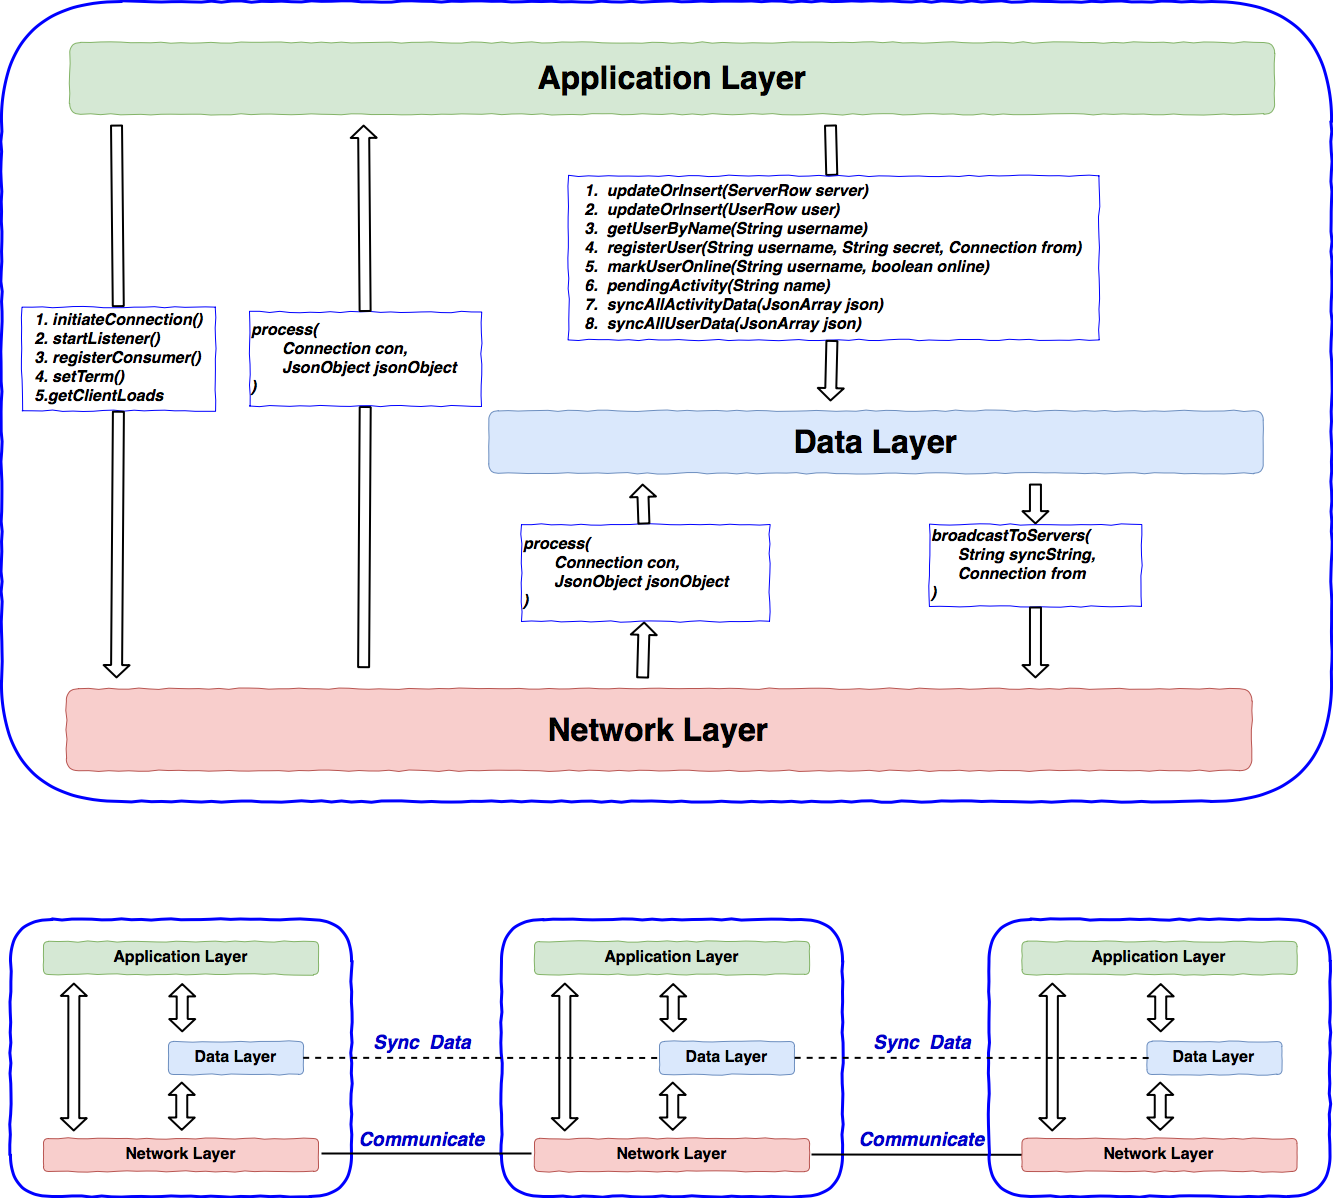 Application Layer
1. initiateConnection()
2. startListener()
3. registerConsumer()
4. setTerm()
5.getClientLoads
process(
Connection con,
JsonObject jsonObject
)
1. updateOrInsert(ServerRow server)
2. updateOrInsert(UserRow user)
3. getUserByName(String username)
4. registerUser(String username, String secret, Connection from)
5. markUserOnline(String username, boolean online)
6. pendingActivity(String name)
7. syncAllActivityData(JsonArray json)
8. syncAllUserData(JsonArray json)
Data Layer
process(
Connection con,
JsonObject jsonObject
)
broadcastToServers(
String syncString,
Connection from
)
Network Layer
Application Layer
Data Layer
Network Layer
Sync Data
Communicate
Application Layer
Data Layer
Network Layer
Sync Data
Communicate
Application Layer
Data Layer
Network Layer